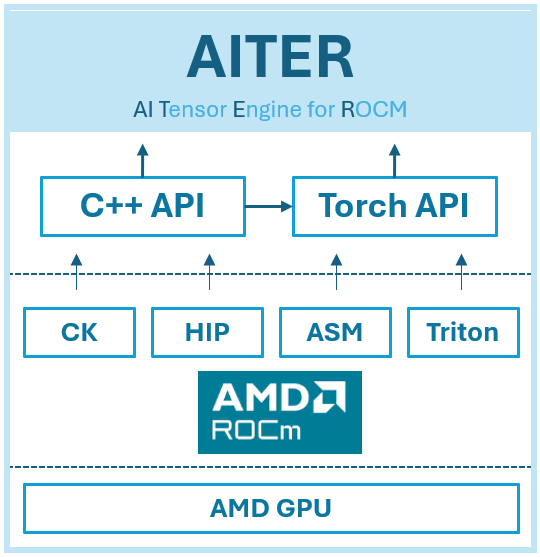 AITER
AI Tensor Engine for ROCM
C++ API
Torch API
CK
HIP
ASM
Triton
AMD
ROCm
AMD GPU